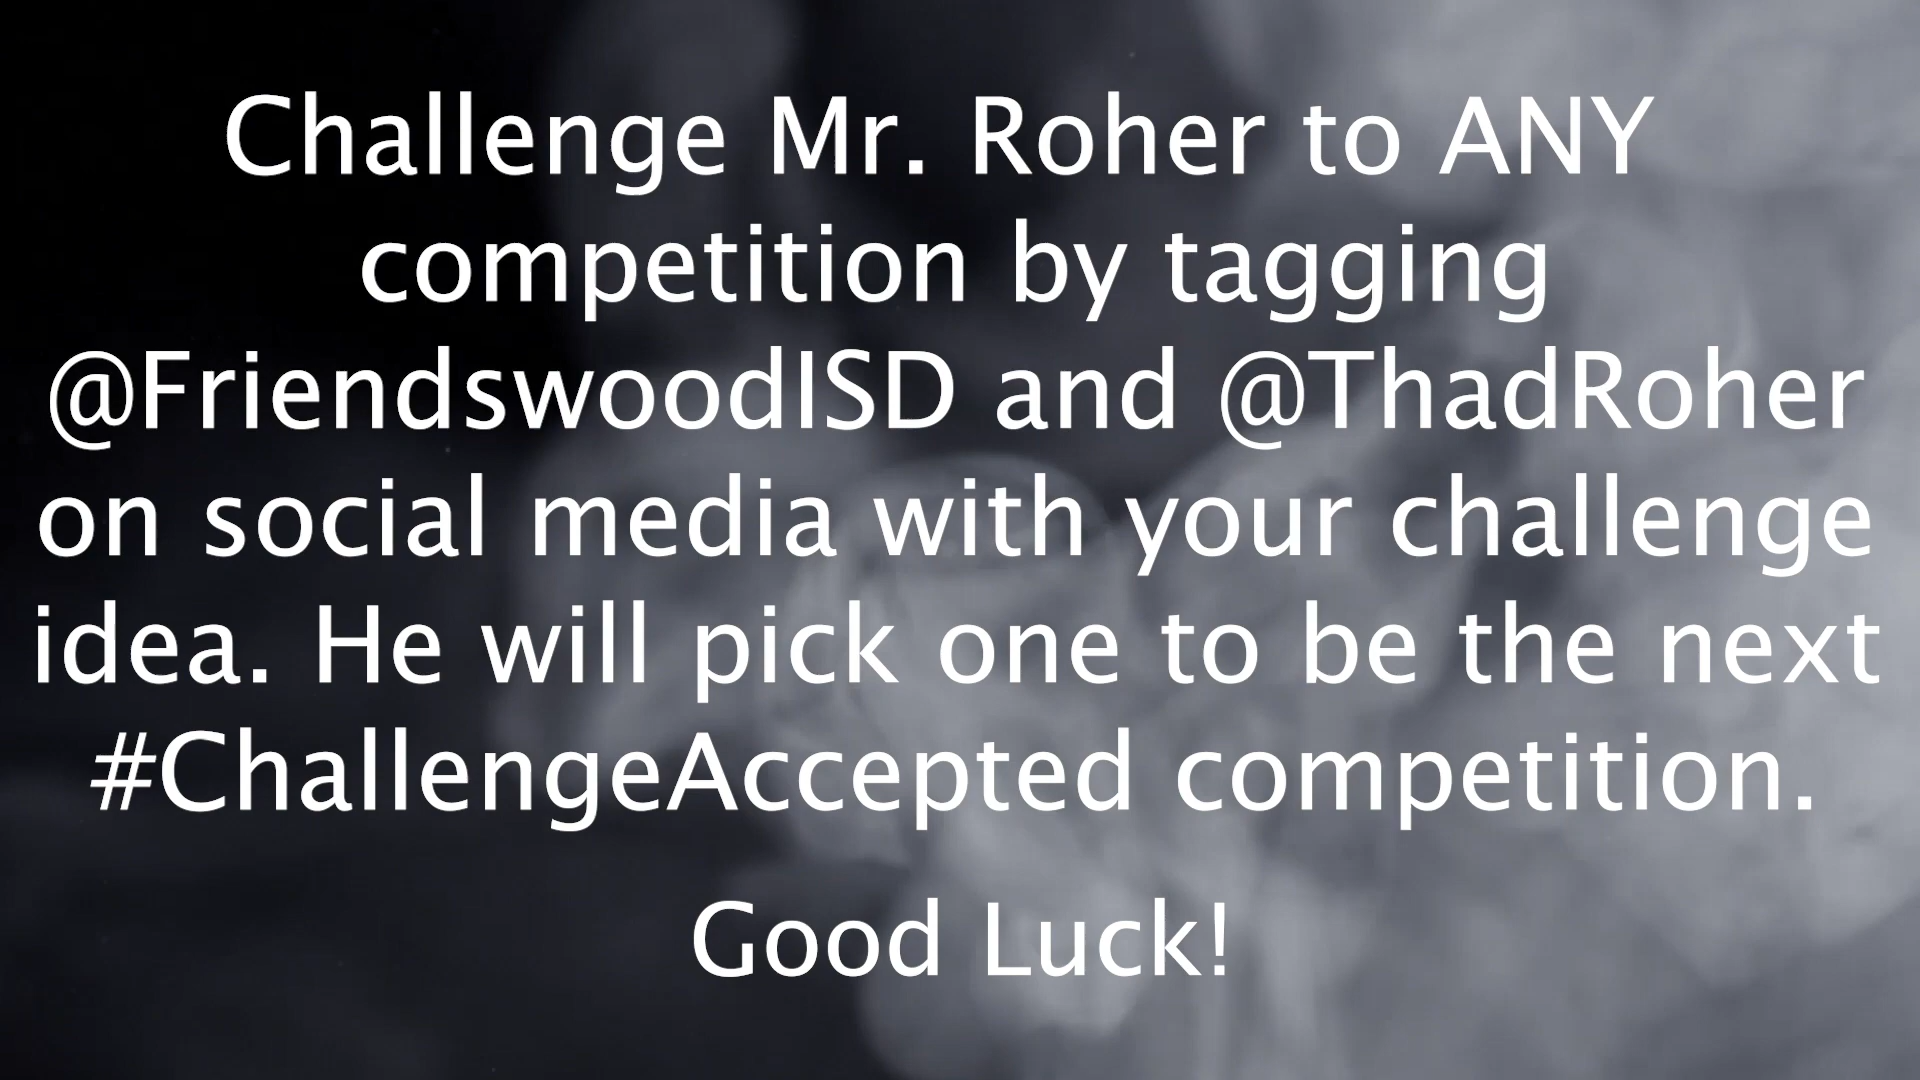 Challenge Mr. Roher to ANY
competition by tagging
@FriendswoodISD and @ThadRoher
on social media with your challenge
idea. He will pick one to be the next
#ChallengeAccepted competition.
Good Luck!